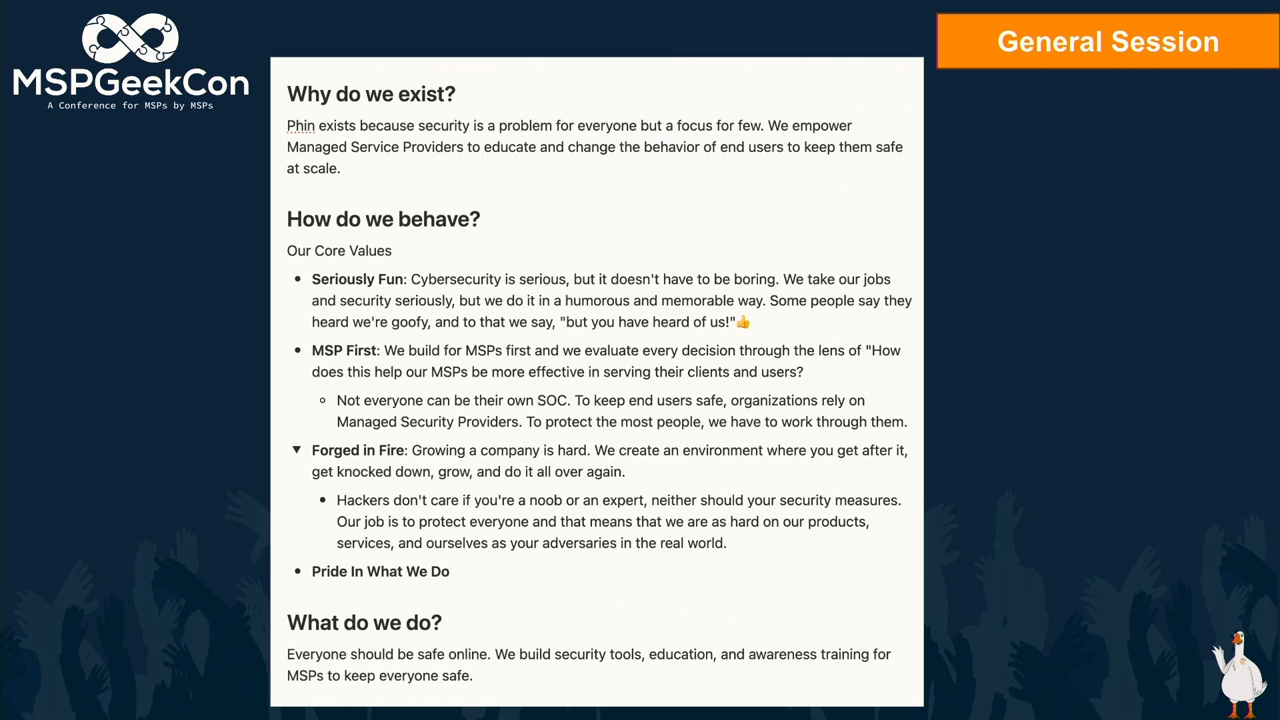 MSPGeekCon
A Conference for MSPs by MSPs
General Session
Why do we exist?
Phin exists because security is a problem for everyone but a focus for few. We empower
Managed Service Providers to educate and change the behavior of end users to keep them safe
at scale.
How do we behave?
Our Core Values
• Seriously Fun: Cybersecurity is serious, but it doesn't have to be boring. We take our jobs
and security seriously, but we do it in a humorous and memorable way. Some people say they
heard we're goofy, and to that we say, "but you have heard of us!"👍
• MSP First: We build for MSPs first and we evaluate every decision through the lens of "How
does this help our MSPs be more effective in serving their clients and users?
◦ Not everyone can be their own SOC. To keep end users safe, organizations rely on
Managed Security Providers. To protect the most people, we have to work through them.
▼ Forged in Fire: Growing a company is hard. We create an environment where you get after it,
get knocked down, grow, and do it all over again.
• Hackers don't care if you're a noob or an expert, neither should your security measures.
Our job is to protect everyone and that means that we are as hard on our products,
services, and ourselves as your adversaries in the real world.
• Pride In What We Do
What do we do?
Everyone should be safe online. We build security tools, education, and awareness training for
MSPs to keep everyone safe.